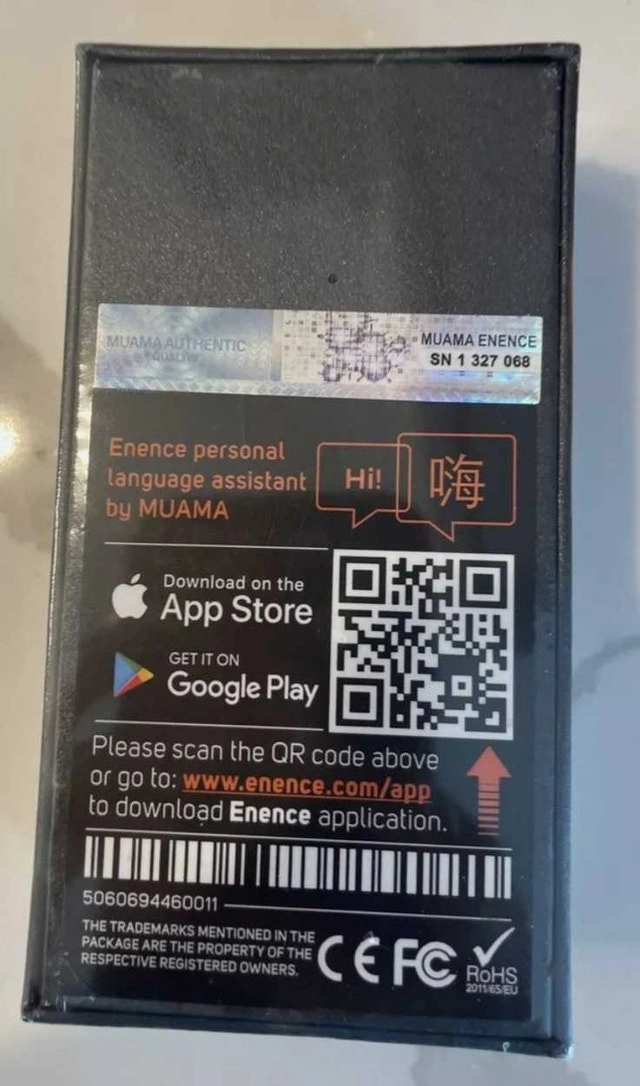 MUAMA AUTHENTIC
QUALITY
MUAMA ENENCE
SN 1 327 068
Enence personal
language assistant
by MUAMA
Hi!
嗨
Download on the
App Store
GET IT ON
Google Play
Please scan the QR code above
or go to: www.enence.com/app
to download Enence application.
5060694460011
THE TRADEMARKS MENTIONED IN THE
PACKAGE ARE THE PROPERTY OF THE
RESPECTIVE REGISTERED OWNERS.
CE FC RoHS
2011/65/EU